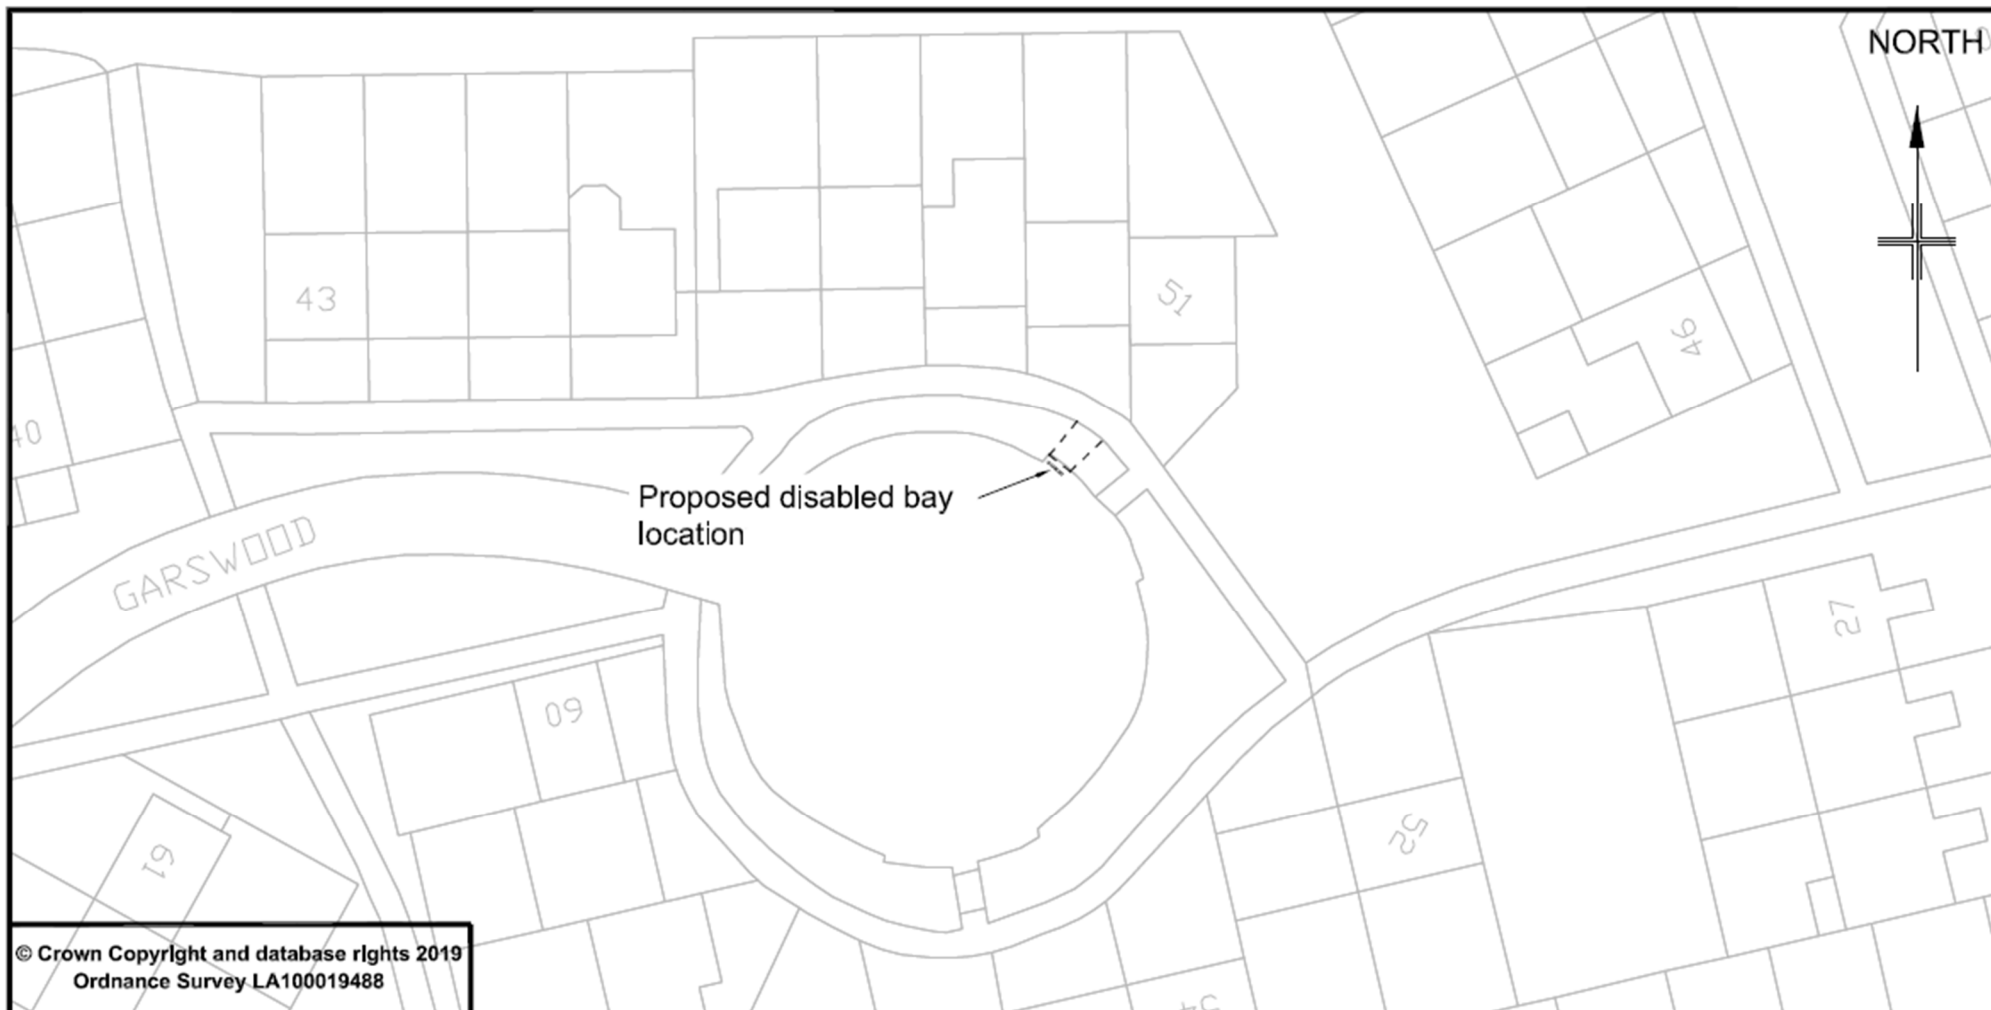 NORTH
43
51
46
40
Proposed disabled bay
location
GARSWOOD
27
60
52
61
© Crown Copyright and database rights 2019
Ordnance Survey LA100019488
54